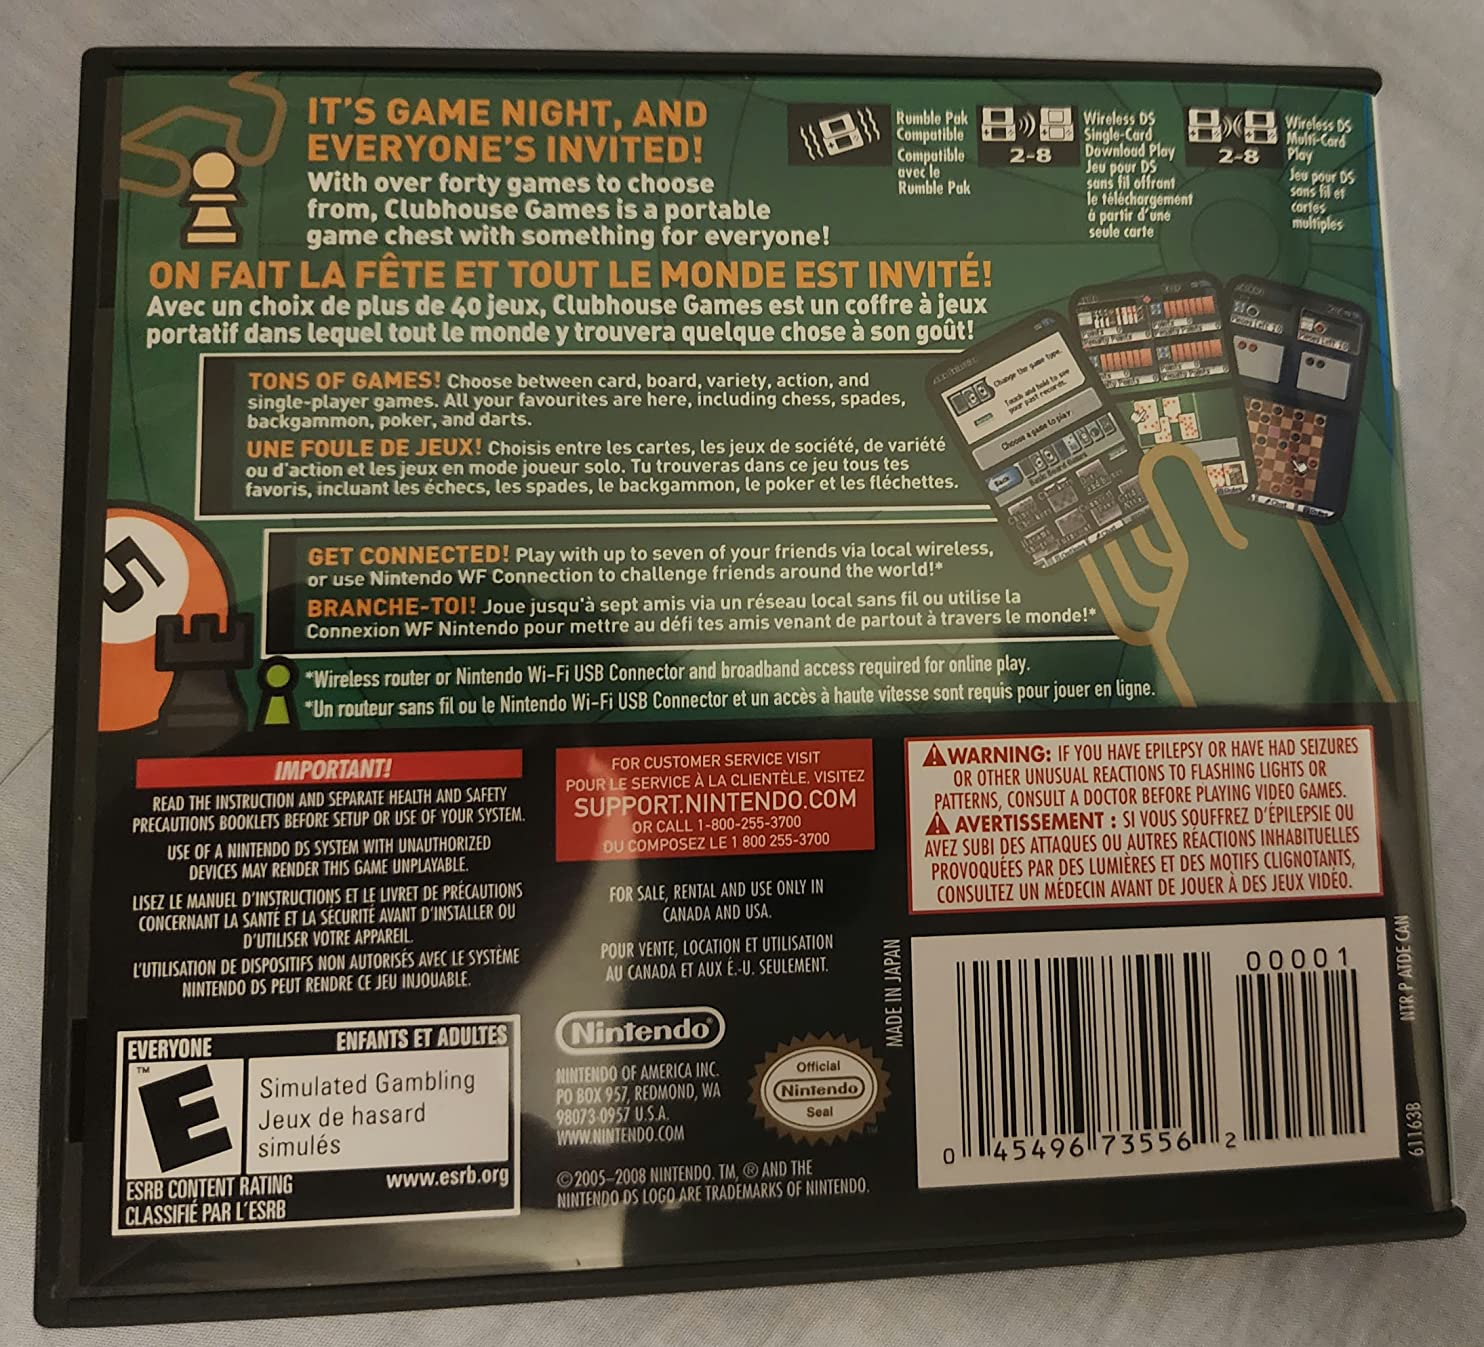 IT'S GAME NIGHT, AND
EVERYONE'S INVITED!
With over forty games to choose
from, Clubhouse Games is a portable
game chest with something for everyone!
ON FAIT LA FÊTE ET TOUT LE MONDE EST INVITÉ!
Avec un choix de plus de 40 jeux, Clubhouse Games est un coffre à jeux
portatif dans lequel tout le monde y trouvera quelque chose à son goût!
Rumble Pak
Compatible
Compatible
avec le
Rumble Pak
2-8
Wireless DS
Single-Card
Download Play
Jeu pour DS
sans fil offrant
le téléchargement
à partir d'une
seule carte
2-8
Wireless DS
Multi-Card
Play
Jeu pour DS
sans fil et
cartes
multiples
TONS OF GAMES! Choose between card, board, variety, action, and
single-player games. All your favourites are here, including chess, spades,
backgammon, poker, and darts.
UNE FOULE DE JEUX! Choisis entre les cartes, les jeux de société, de variété
ou d'action et les jeux en mode joueur solo. Tu trouveras dans ce jeu tous tes
favoris, incluant les échecs, les spades, le backgammon, le poker et les fléchettes.
Change the game type.
Touch and hold to see
your past records.
Choose a game to play.
Back
5
GET CONNECTED! Play with up to seven of your friends via local wireless,
or use Nintendo WF Connection to challenge friends around the world!*
BRANCHE-TOI! Joue jusqu'à sept amis via un réseau local sans fil ou utilise la
Connexion WF Nintendo pour mettre au défi tes amis venant de partout à travers le monde!*
*Wireless router or Nintendo Wi-Fi USB Connector and broadband access required for online play.
*Un routeur sans fil ou le Nintendo Wi-Fi USB Connector et un accès à haute vitesse sont requis pour jouer en ligne.
IMPORTANT!
READ THE INSTRUCTION AND SEPARATE HEALTH AND SAFETY
PRECAUTIONS BOOKLETS BEFORE SETUP OR USE OF YOUR SYSTEM.
USE OF A NINTENDO DS SYSTEM WITH UNAUTHORIZED
DEVICES MAY RENDER THIS GAME UNPLAYABLE.
LISEZ LE MANUEL D'INSTRUCTIONS ET LE LIVRET DE PRÉCAUTIONS
CONCERNANT LA SANTÉ ET LA SÉCURITÉ AVANT D'INSTALLER OU
D'UTILISER VOTRE APPAREIL.
L'UTILISATION DE DISPOSITIFS NON AUTORISÉS AVEC LE SYSTÈME
NINTENDO DS PEUT RENDRE CE JEU INJOUABLE.
FOR CUSTOMER SERVICE VISIT
POUR LE SERVICE À LA CLIENTÈLE, VISITEZ
SUPPORT.NINTENDO.COM
OR CALL 1-800-255-3700
OU COMPOSEZ LE 1 800 255-3700
FOR SALE, RENTAL AND USE ONLY IN
CANADA AND USA.
POUR VENTE, LOCATION ET UTILISATION
AU CANADA ET AUX É.-U. SEULEMENT.
WARNING: IF YOU HAVE EPILEPSY OR HAVE HAD SEIZURES
OR OTHER UNUSUAL REACTIONS TO FLASHING LIGHTS OR
PATTERNS, CONSULT A DOCTOR BEFORE PLAYING VIDEO GAMES.
AVERTISSEMENT : SI VOUS SOUFFREZ D'ÉPILEPSIE OU
AVEZ SUBI DES ATTAQUES OU AUTRES RÉACTIONS INHABITUELLES
PROVOQUÉES PAR DES LUMIÈRES ET DES MOTIFS CLIGNOTANTS,
CONSULTEZ UN MÉDECIN AVANT DE JOUER À DES JEUX VIDÉO.
EVERYONE
ENFANTS ET ADULTES
E
TM
Simulated Gambling
Jeux de hasard
simulés
ESRB CONTENT RATING
www.esrb.org
CLASSIFIÉ PAR L'ESRB
Nintendo®
NINTENDO OF AMERICA INC.
PO BOX 957, REDMOND, WA
98073-0957 U.S.A.
WWW.NINTENDO.COM
Official
Nintendo
Seal
TM
©2005–2008 NINTENDO. TM, ® AND THE
NINTENDO DS LOGO ARE TRADEMARKS OF NINTENDO.
MADE IN JAPAN
00001
0 45496 73556 2
NTR P ATDE CAN
61163B